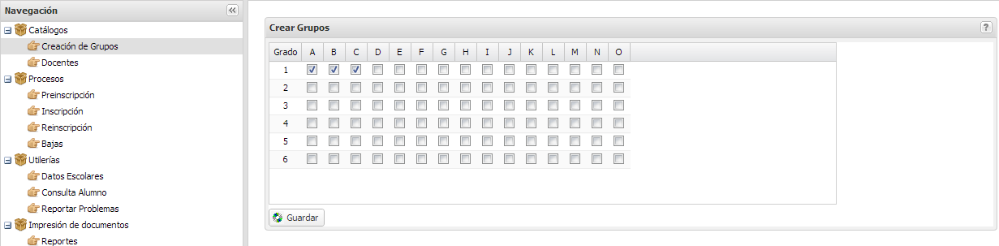 Navegación
Catálogos
Creación de Grupos
Docentes
Procesos
Preinscripción
Inscripción
Reinscripción
Bajas
Utilerías
Datos Escolares
Consulta Alumno
Reportar Problemas
Impresión de documentos
Reportes
Crear Grupos ?
Grado A B C D E F G H I J K L M N O
1
2
3
4
5
6
Guardar